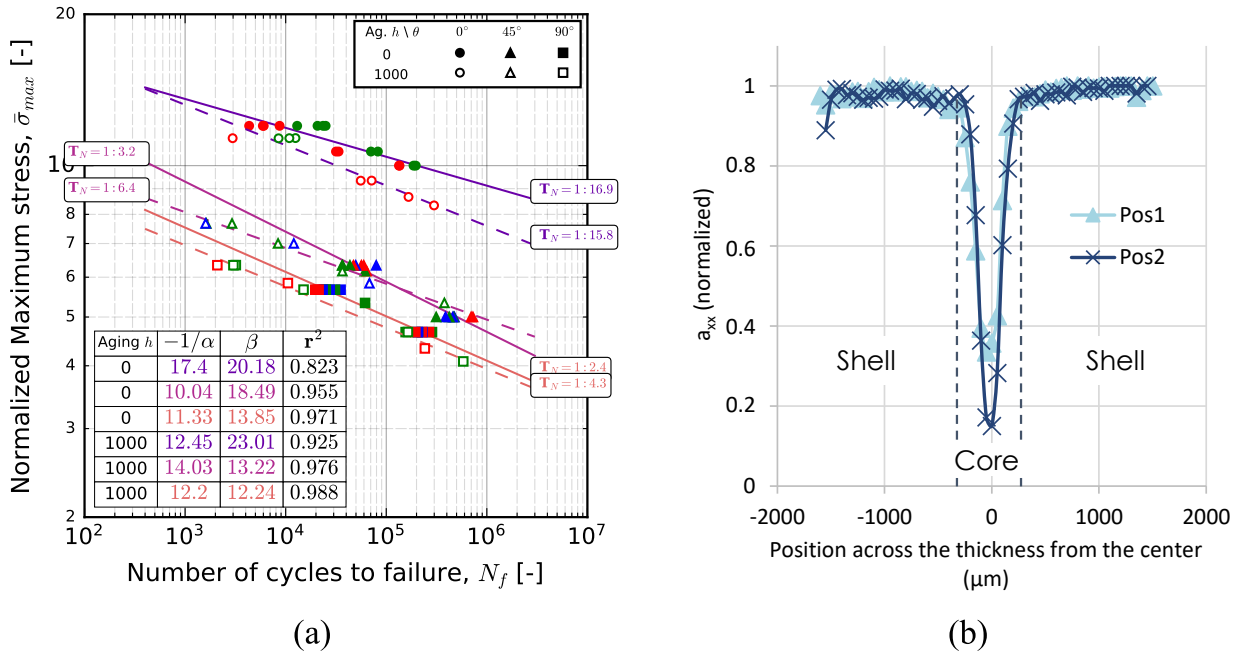 20
10
8
7
6
5
4
3
2
Normalized Maximum stress, σ̄max [-]
Ag. h \ θ 0° 45° 90°
0
1000
T_N = 1 : 3.2
T_N = 1 : 6.4
T_N = 1 : 16.9
T_N = 1 : 15.8
T_N = 1 : 2.4
T_N = 1 : 4.3
Aging h −1/α β r²
0 17.4 20.18 0.823
0 10.04 18.49 0.955
0 11.33 13.85 0.971
1000 12.45 23.01 0.925
1000 14.03 13.22 0.976
1000 12.2 12.24 0.988
10² 10³ 10⁴ 10⁵ 10⁶ 10⁷
Number of cycles to failure, N_f [-]
(a)
1
0.8
0.6
0.4
0.2
0
a_xx (normalized)
Pos1
Pos2
Shell
Shell
Core
-2000 -1000 0 1000 2000
Position across the thickness from the center
(μm)
(b)